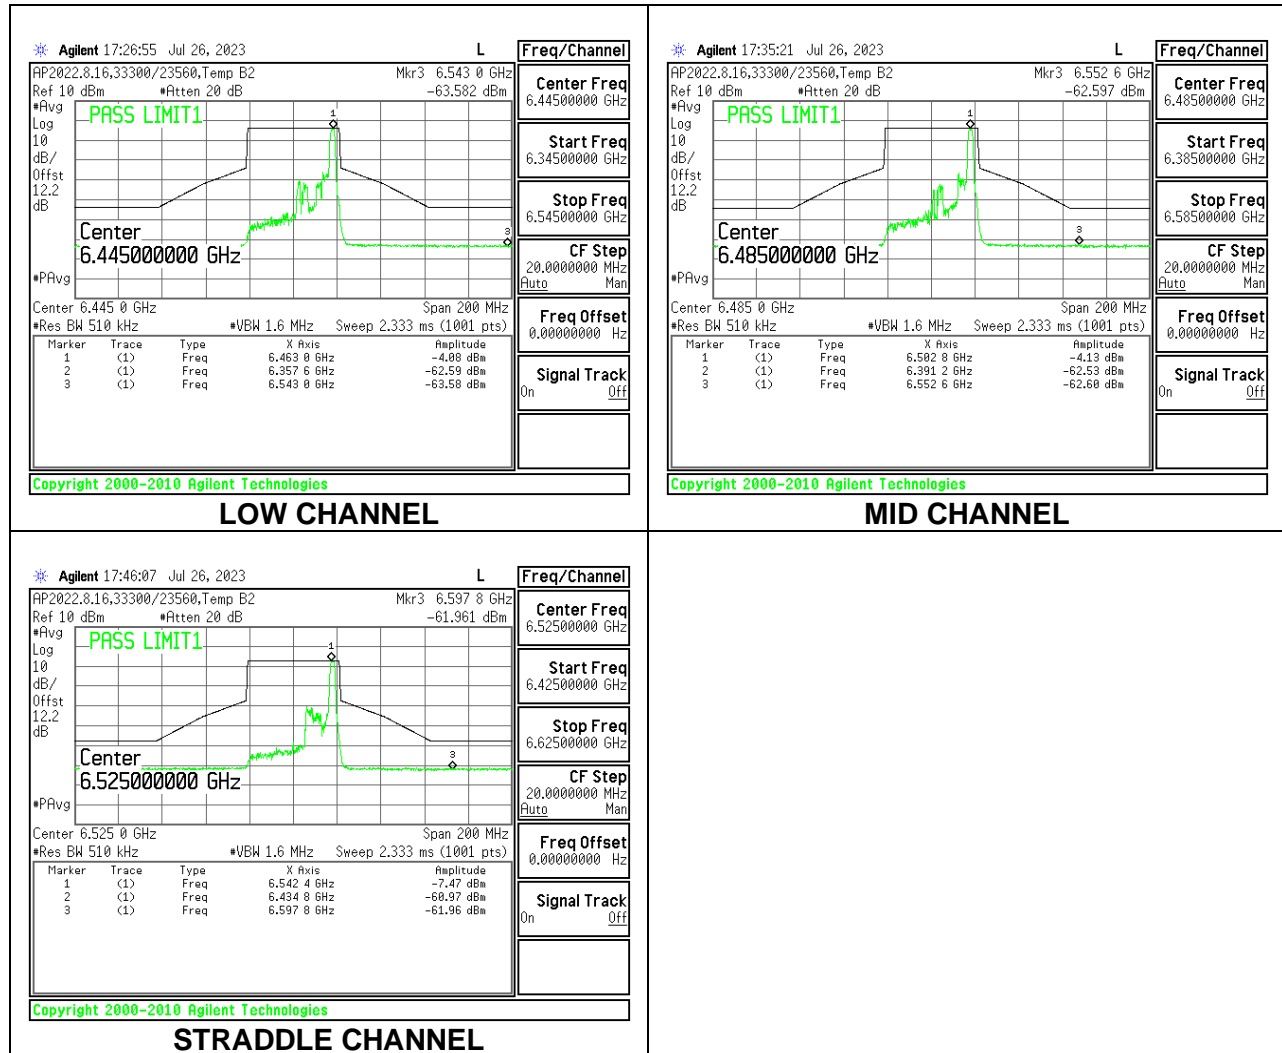 Agilent 17:26:55 Jul 26, 2023 L
Freq/Channel
AP2022.8.16,33300/23560,Temp B2 Mkr3 6.543 0 GHz
Ref 10 dBm #Atten 20 dB -63.582 dBm
#Avg
Log
10
dB/
Offst
12.2
dB
PASS LIMIT1
1
3
Center
6.445000000 GHz
#PAvg
Center 6.445 0 GHz Span 200 MHz
#Res BW 510 kHz #VBW 1.6 MHz Sweep 2.333 ms (1001 pts)
Marker Trace Type X Axis Amplitude
1 (1) Freq 6.463 0 GHz -4.08 dBm
2 (1) Freq 6.357 6 GHz -62.59 dBm
3 (1) Freq 6.543 0 GHz -63.58 dBm
Center Freq
6.44500000 GHz
Start Freq
6.34500000 GHz
Stop Freq
6.54500000 GHz
CF Step
20.0000000 MHz
Auto Man
Freq Offset
0.00000000 Hz
Signal Track
On Off
Copyright 2000-2010 Agilent Technologies
LOW CHANNEL
Agilent 17:35:21 Jul 26, 2023 L
Freq/Channel
AP2022.8.16,33300/23560,Temp B2 Mkr3 6.552 6 GHz
Ref 10 dBm #Atten 20 dB -62.597 dBm
#Avg
Log
10
dB/
Offst
12.2
dB
PASS LIMIT1
1
3
Center
6.485000000 GHz
#PAvg
Center 6.485 0 GHz Span 200 MHz
#Res BW 510 kHz #VBW 1.6 MHz Sweep 2.333 ms (1001 pts)
Marker Trace Type X Axis Amplitude
1 (1) Freq 6.502 8 GHz -4.13 dBm
2 (1) Freq 6.391 2 GHz -62.53 dBm
3 (1) Freq 6.552 6 GHz -62.60 dBm
Center Freq
6.48500000 GHz
Start Freq
6.38500000 GHz
Stop Freq
6.58500000 GHz
CF Step
20.0000000 MHz
Auto Man
Freq Offset
0.00000000 Hz
Signal Track
On Off
Copyright 2000-2010 Agilent Technologies
MID CHANNEL
Agilent 17:46:07 Jul 26, 2023 L
Freq/Channel
AP2022.8.16,33300/23560,Temp B2 Mkr3 6.597 8 GHz
Ref 10 dBm #Atten 20 dB -61.961 dBm
#Avg
Log
10
dB/
Offst
12.2
dB
PASS LIMIT1
1
3
Center
6.525000000 GHz
#PAvg
Center 6.525 0 GHz Span 200 MHz
#Res BW 510 kHz #VBW 1.6 MHz Sweep 2.333 ms (1001 pts)
Marker Trace Type X Axis Amplitude
1 (1) Freq 6.542 4 GHz -7.47 dBm
2 (1) Freq 6.434 8 GHz -60.97 dBm
3 (1) Freq 6.597 8 GHz -61.96 dBm
Center Freq
6.52500000 GHz
Start Freq
6.42500000 GHz
Stop Freq
6.62500000 GHz
CF Step
20.0000000 MHz
Auto Man
Freq Offset
0.00000000 Hz
Signal Track
On Off
Copyright 2000-2010 Agilent Technologies
STRADDLE CHANNEL